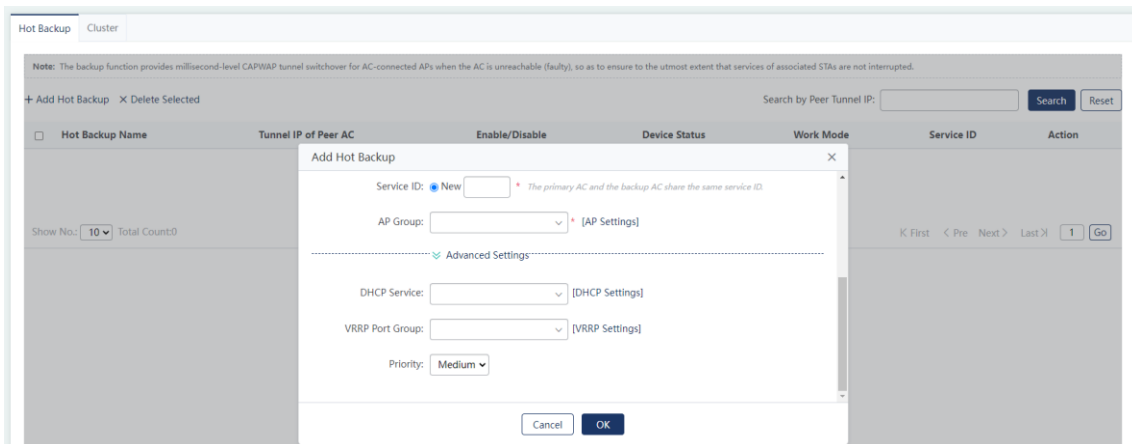 Hot Backup Cluster
Note: The backup function provides millisecond-level CAPWAP tunnel switchover for AC-connected APs when the AC is unreachable (faulty), so as to ensure to the utmost extent that services of associated STAs are not interrupted.
+ Add Hot Backup × Delete Selected Search by Peer Tunnel IP: Search Reset
Hot Backup Name Tunnel IP of Peer AC Enable/Disable Device Status Work Mode Service ID Action
Add Hot Backup ×
Service ID: New * The primary AC and the backup AC share the same service ID.
AP Group: * [AP Settings]
Show No.: 10 Total Count:0 First Pre Next Last 1 Go
Advanced Settings
DHCP Service: [DHCP Settings]
VRRP Port Group: [VRRP Settings]
Priority: Medium
Cancel OK